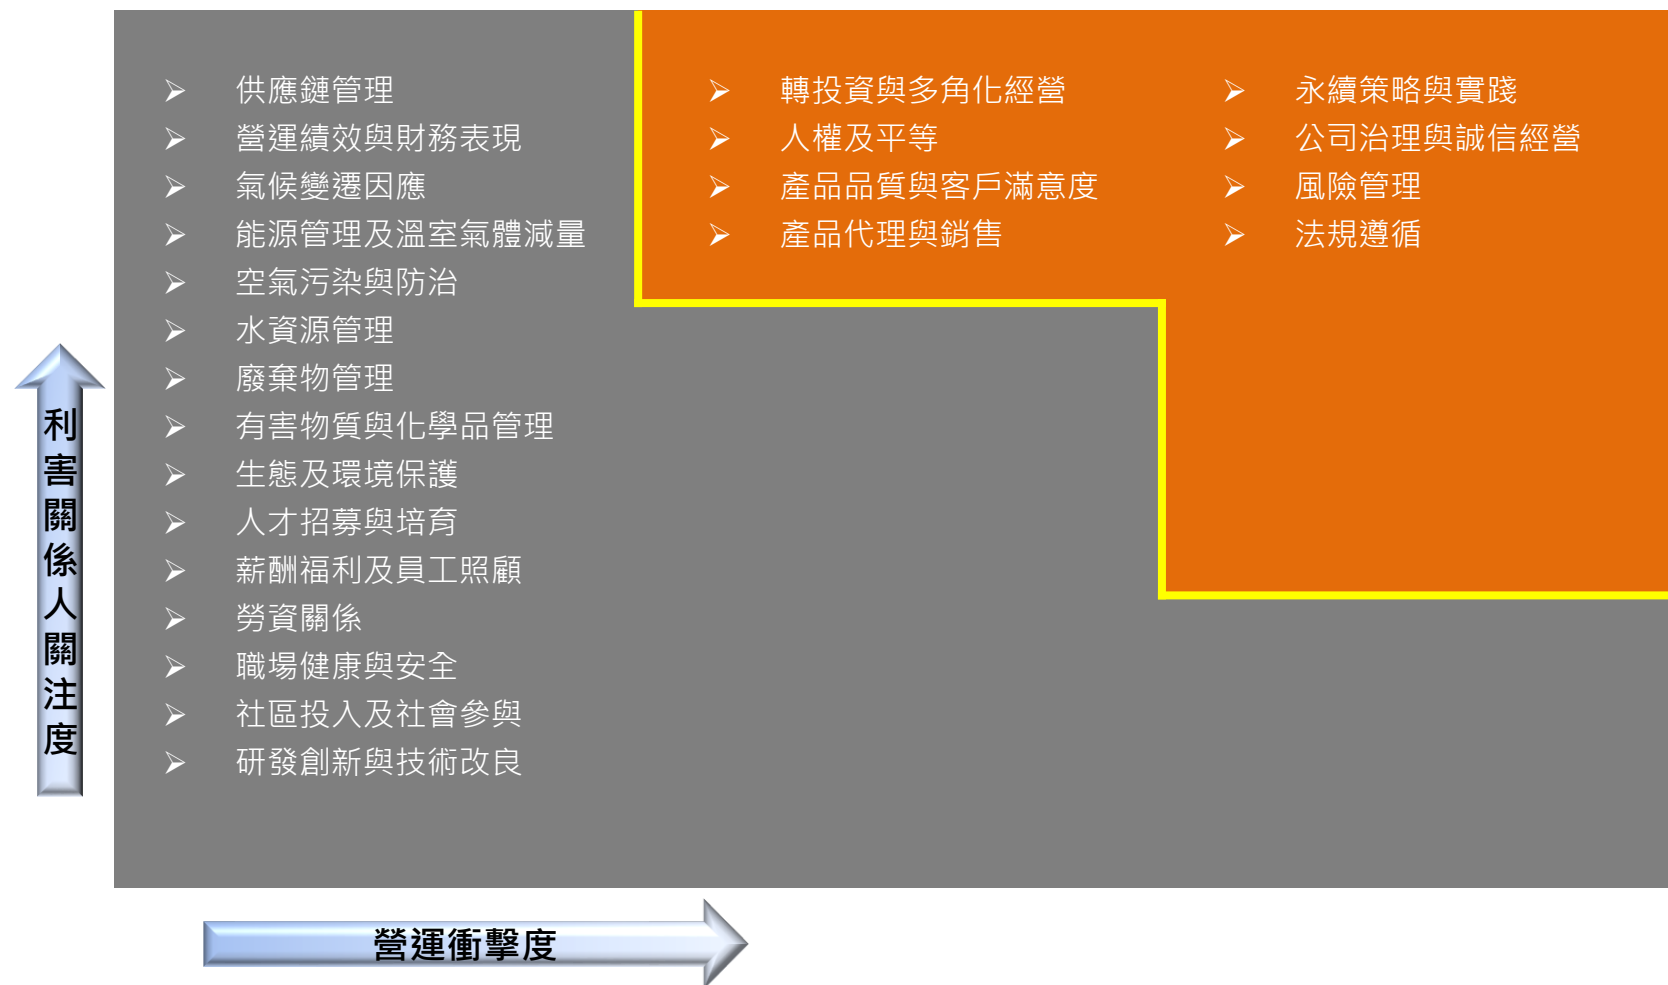 供應鏈管理
營運績效與財務表現
氣候變遷因應
能源管理及溫室氣體減量
空氣污染與防治
水資源管理
廢棄物管理
有害物質與化學品管理
生態及環境保護
人才招募與培育
薪酬福利及員工照顧
勞資關係
職場健康與安全
社區投入及社會參與
研發創新與技術改良
轉投資與多角化經營
人權及平等
產品品質與客戶滿意度
產品代理與銷售
永續策略與實踐
公司治理與誠信經營
風險管理
法規遵循
利害關係人關注度
營運衝擊度